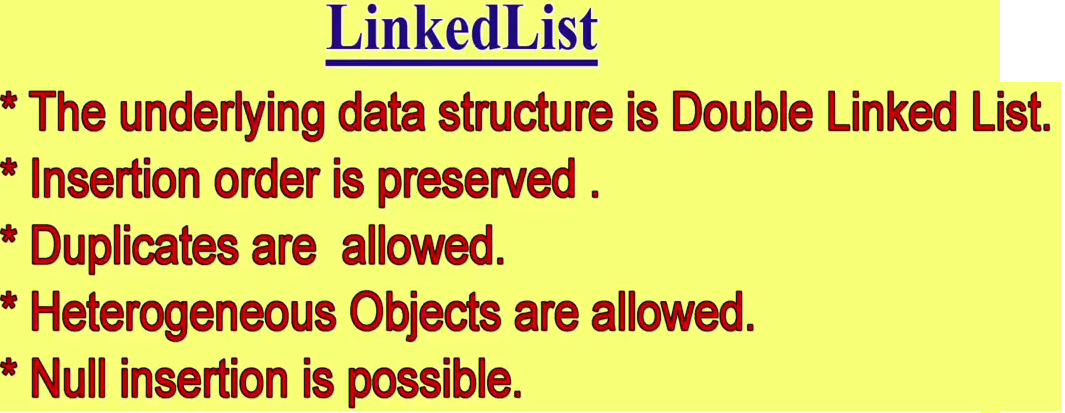 LinkedList
* The underlying data structure is Double Linked List.
* Insertion order is preserved .
* Duplicates are  allowed.
* Heterogeneous Objects are allowed.
* Null insertion is possible.